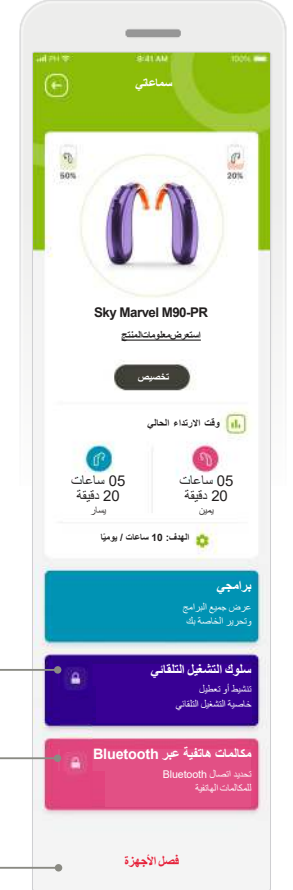 PH
9:41 AM
100%
سماعتي
50%
20%
Sky Marvel M90-PR
إستعرض معلومات المنتج
تخصيص
وقت الارتداء الحالي
05 ساعات
20 دقيقة
يمين
05 ساعات
20 دقيقة
يسار
الهدف: 10 ساعات / يوميًا
برامجي
عرض جميع البرامج
وتحرير الخاصة بك
سلوك التشغيل التلقائي
تنشيط أو تعطيل
خاصية التشغيل التلقائي
مكالمات هاتفية عبر Bluetooth
تحديد اتصال Bluetooth
للمكالمات الهاتفية
فصل الأجهزة